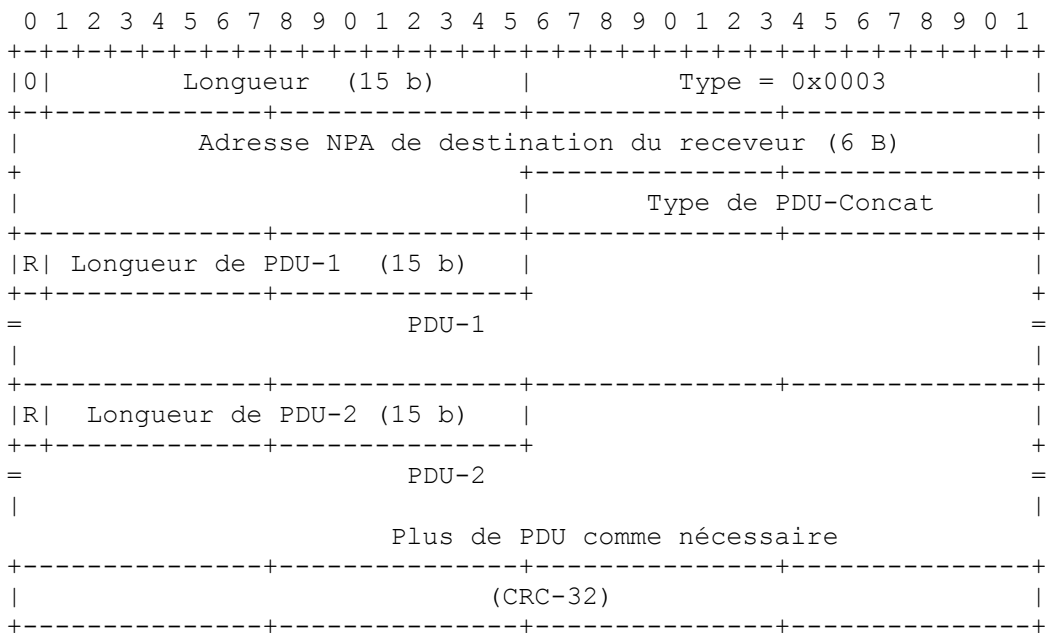 0 1 2 3 4 5 6 7 8 9 0 1 2 3 4 5 6 7 8 9 0 1 2 3 4 5 6 7 8 9 0 1
+-+-+-+-+-+-+-+-+-+-+-+-+-+-+-+-+-+-+-+-+-+-+-+-+-+-+-+-+-+-+-+-+
|0|        Longueur  (15 b)     |         Type = 0x0003         |
+-+-------------+---------------+---------------+---------------+
|           Adresse NPA de destination du receveur (6 B)        |
+                               +---------------+---------------+
|                               |       Type de PDU-Concat      |
+---------------+---------------+---------------+---------------+
|R| Longueur de PDU-1  (15 b)   |                               |
+-+-------------+---------------+                               +
=                        PDU-1                                  =
|                                                               |
+---------------+---------------+---------------+---------------+
|R|  Longueur de PDU-2 (15 b)   |                               |
+-+-------------+---------------+                               +
=                        PDU-2                                  =
|                                                               |
                        Plus de PDU comme nécessaire
+---------------+---------------+---------------+---------------+
|                             (CRC-32)                          |
+---------------+---------------+---------------+---------------+